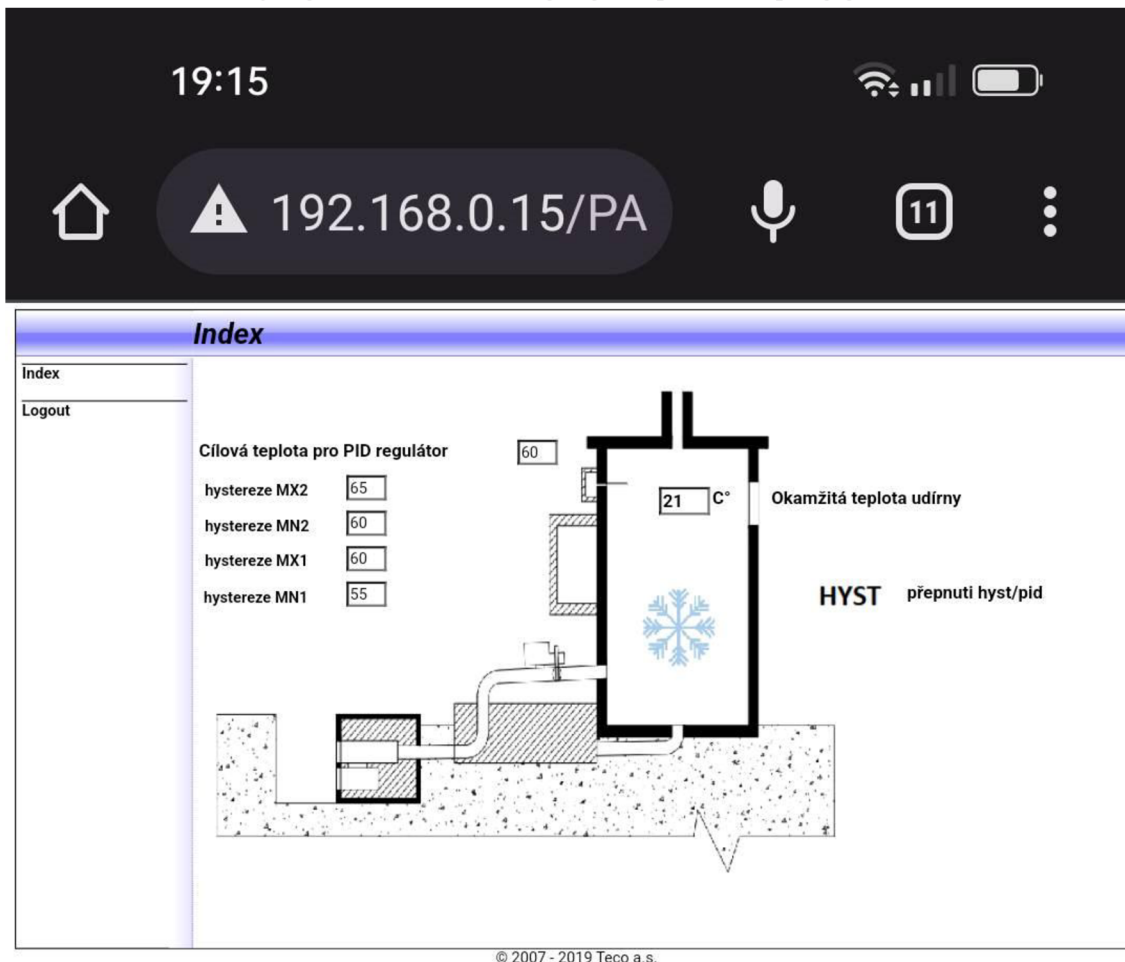 19:15
192.168.0.15/PA
11
Index
Index
Logout
Cílová teplota pro PID regulátor 60
hystereze MX2 65
hystereze MN2 60
hystereze MX1 60
hystereze MN1 55
21 C° Okamžitá teplota udírny
HYST přepnuti hyst/pid
© 2007 - 2019 Teco a.s.